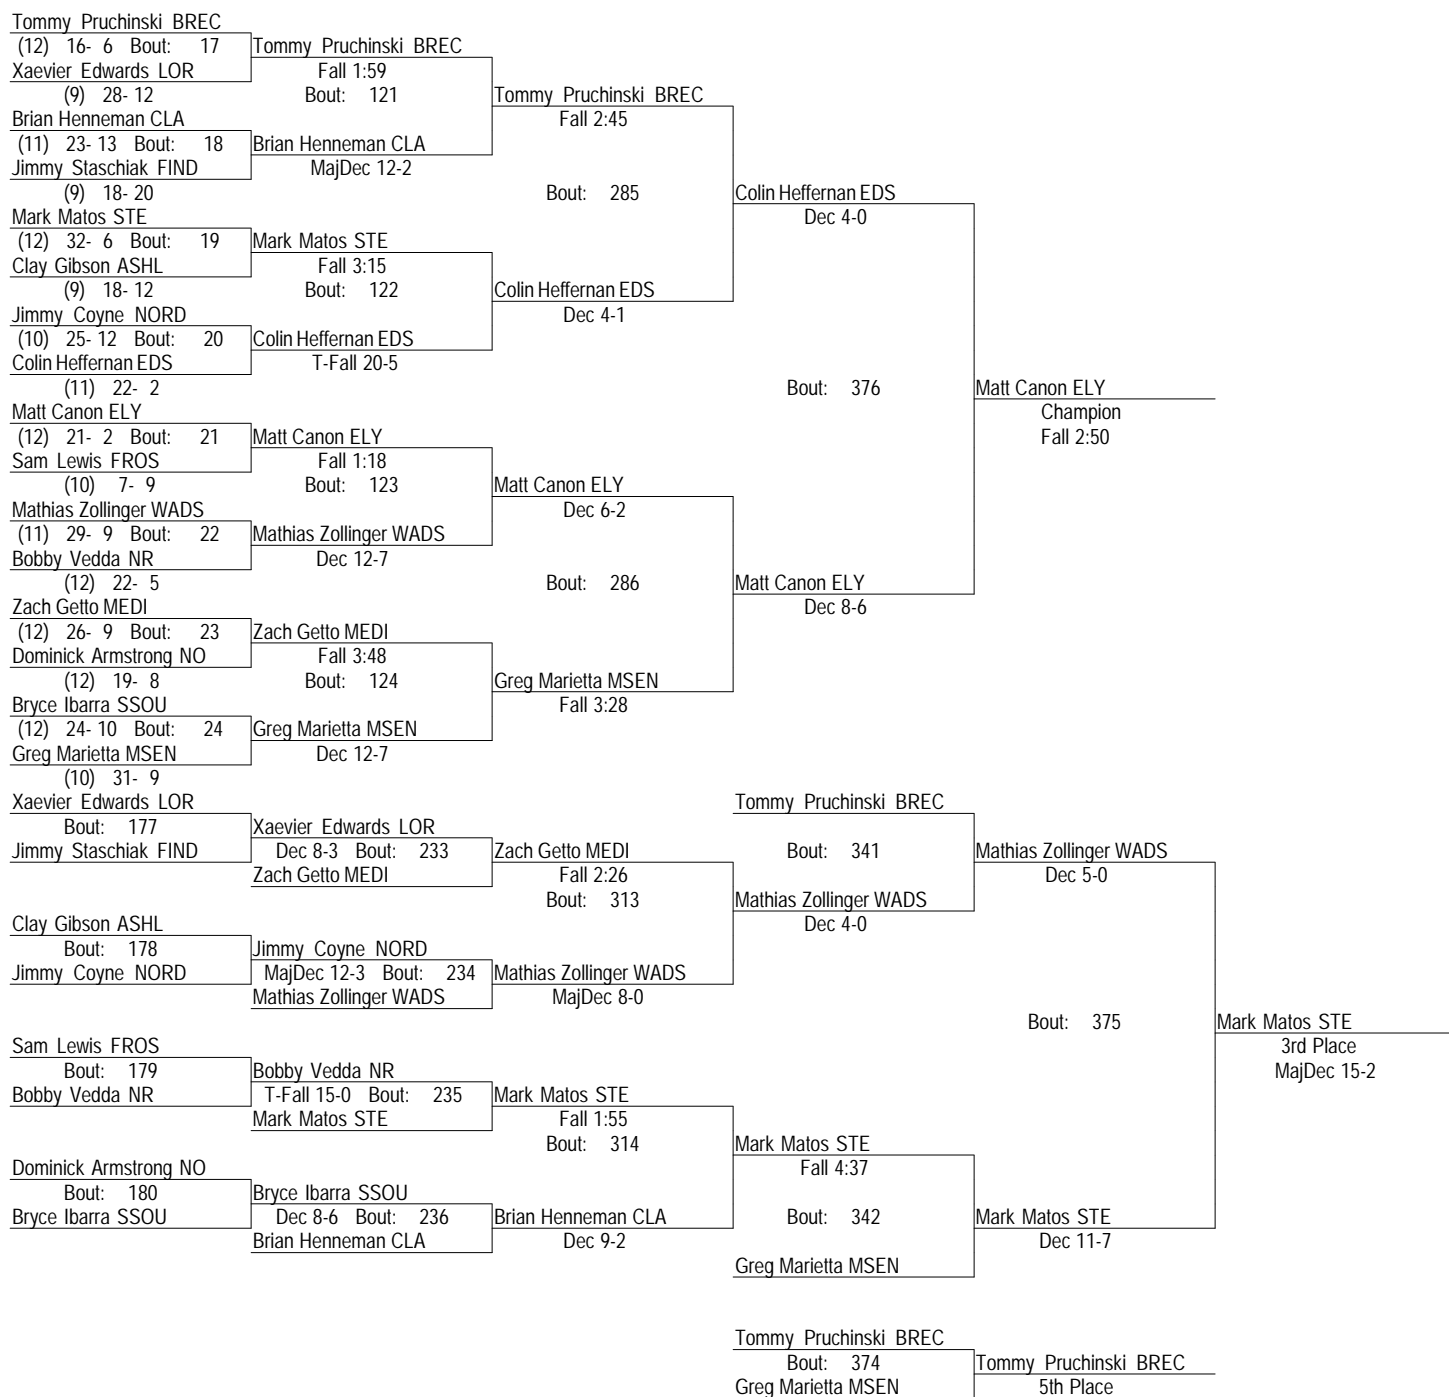 Tommy Pruchinski BREC
(12) 16- 6 Bout: 17 Tommy Pruchinski BREC
Xaevier Edwards LOR Fall 1:59
(9) 28- 12 Bout: 121 Tommy Pruchinski BREC
Brian Henneman CLA Fall 2:45
(11) 23- 13 Bout: 18 Brian Henneman CLA
Jimmy Staschiak FIND MajDec 12-2
(9) 18- 20 Bout: 285 Colin Heffernan EDS
Mark Matos STE Dec 4-0
(12) 32- 6 Bout: 19 Mark Matos STE
Clay Gibson ASHL Fall 3:15
(9) 18- 12 Bout: 122 Colin Heffernan EDS
Jimmy Coyne NORD Dec 4-1
(10) 25- 12 Bout: 20 Colin Heffernan EDS
Colin Heffernan EDS T-Fall 20-5
(11) 22- 2 Bout: 376 Matt Canon ELY
Matt Canon ELY Champion
(12) 21- 2 Bout: 21 Matt Canon ELY Fall 2:50
Sam Lewis FROS Fall 1:18
(10) 7- 9 Bout: 123 Matt Canon ELY
Mathias Zollinger WADS Dec 6-2
(11) 29- 9 Bout: 22 Mathias Zollinger WADS
Bobby Vedda NR Dec 12-7
(12) 22- 5 Bout: 286 Matt Canon ELY
Zach Getto MEDI Dec 8-6
(12) 26- 9 Bout: 23 Zach Getto MEDI
Dominick Armstrong NO Fall 3:48
(12) 19- 8 Bout: 124 Greg Marietta MSEN
Bryce Ibarra SSOU Fall 3:28
(12) 24- 10 Bout: 24 Greg Marietta MSEN
Greg Marietta MSEN Dec 12-7
(10) 31- 9
Xaevier Edwards LOR Tommy Pruchinski BREC
Bout: 177 Xaevier Edwards LOR
Jimmy Staschiak FIND Dec 8-3 Bout: 233 Zach Getto MEDI Bout: 341 Mathias Zollinger WADS
Zach Getto MEDI Fall 2:26 Dec 5-0
Bout: 313 Mathias Zollinger WADS
Clay Gibson ASHL Dec 4-0
Bout: 178 Jimmy Coyne NORD
Jimmy Coyne NORD MajDec 12-3 Bout: 234 Mathias Zollinger WADS
Mathias Zollinger WADS MajDec 8-0
Bout: 375 Mark Matos STE
Sam Lewis FROS 3rd Place
Bout: 179 Bobby Vedda NR MajDec 15-2
Bobby Vedda NR T-Fall 15-0 Bout: 235 Mark Matos STE
Mark Matos STE Fall 1:55
Bout: 314 Mark Matos STE
Dominick Armstrong NO Fall 4:37
Bout: 180 Bryce Ibarra SSOU
Bryce Ibarra SSOU Dec 8-6 Bout: 236 Brian Henneman CLA Bout: 342 Mark Matos STE
Brian Henneman CLA Dec 9-2 Dec 11-7
Greg Marietta MSEN
Tommy Pruchinski BREC
Bout: 374 Tommy Pruchinski BREC
Greg Marietta MSEN 5th Place